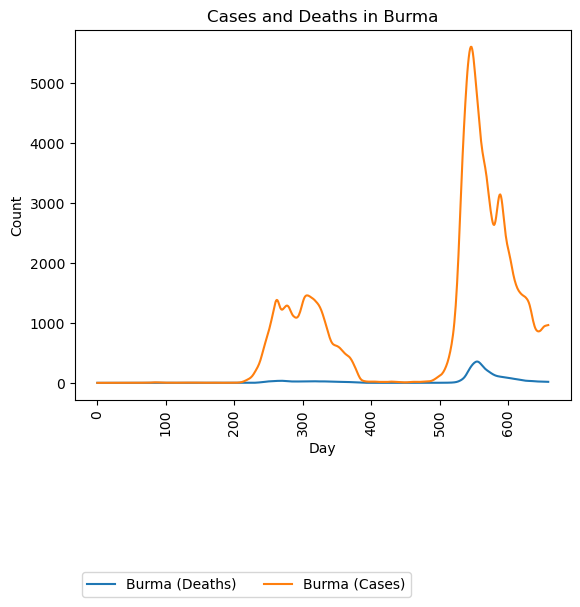 Cases and Deaths in Burma
Count
5000
4000
3000
2000
1000
0
0 100 200 300 400 500 600
Day
Burma (Deaths) Burma (Cases)